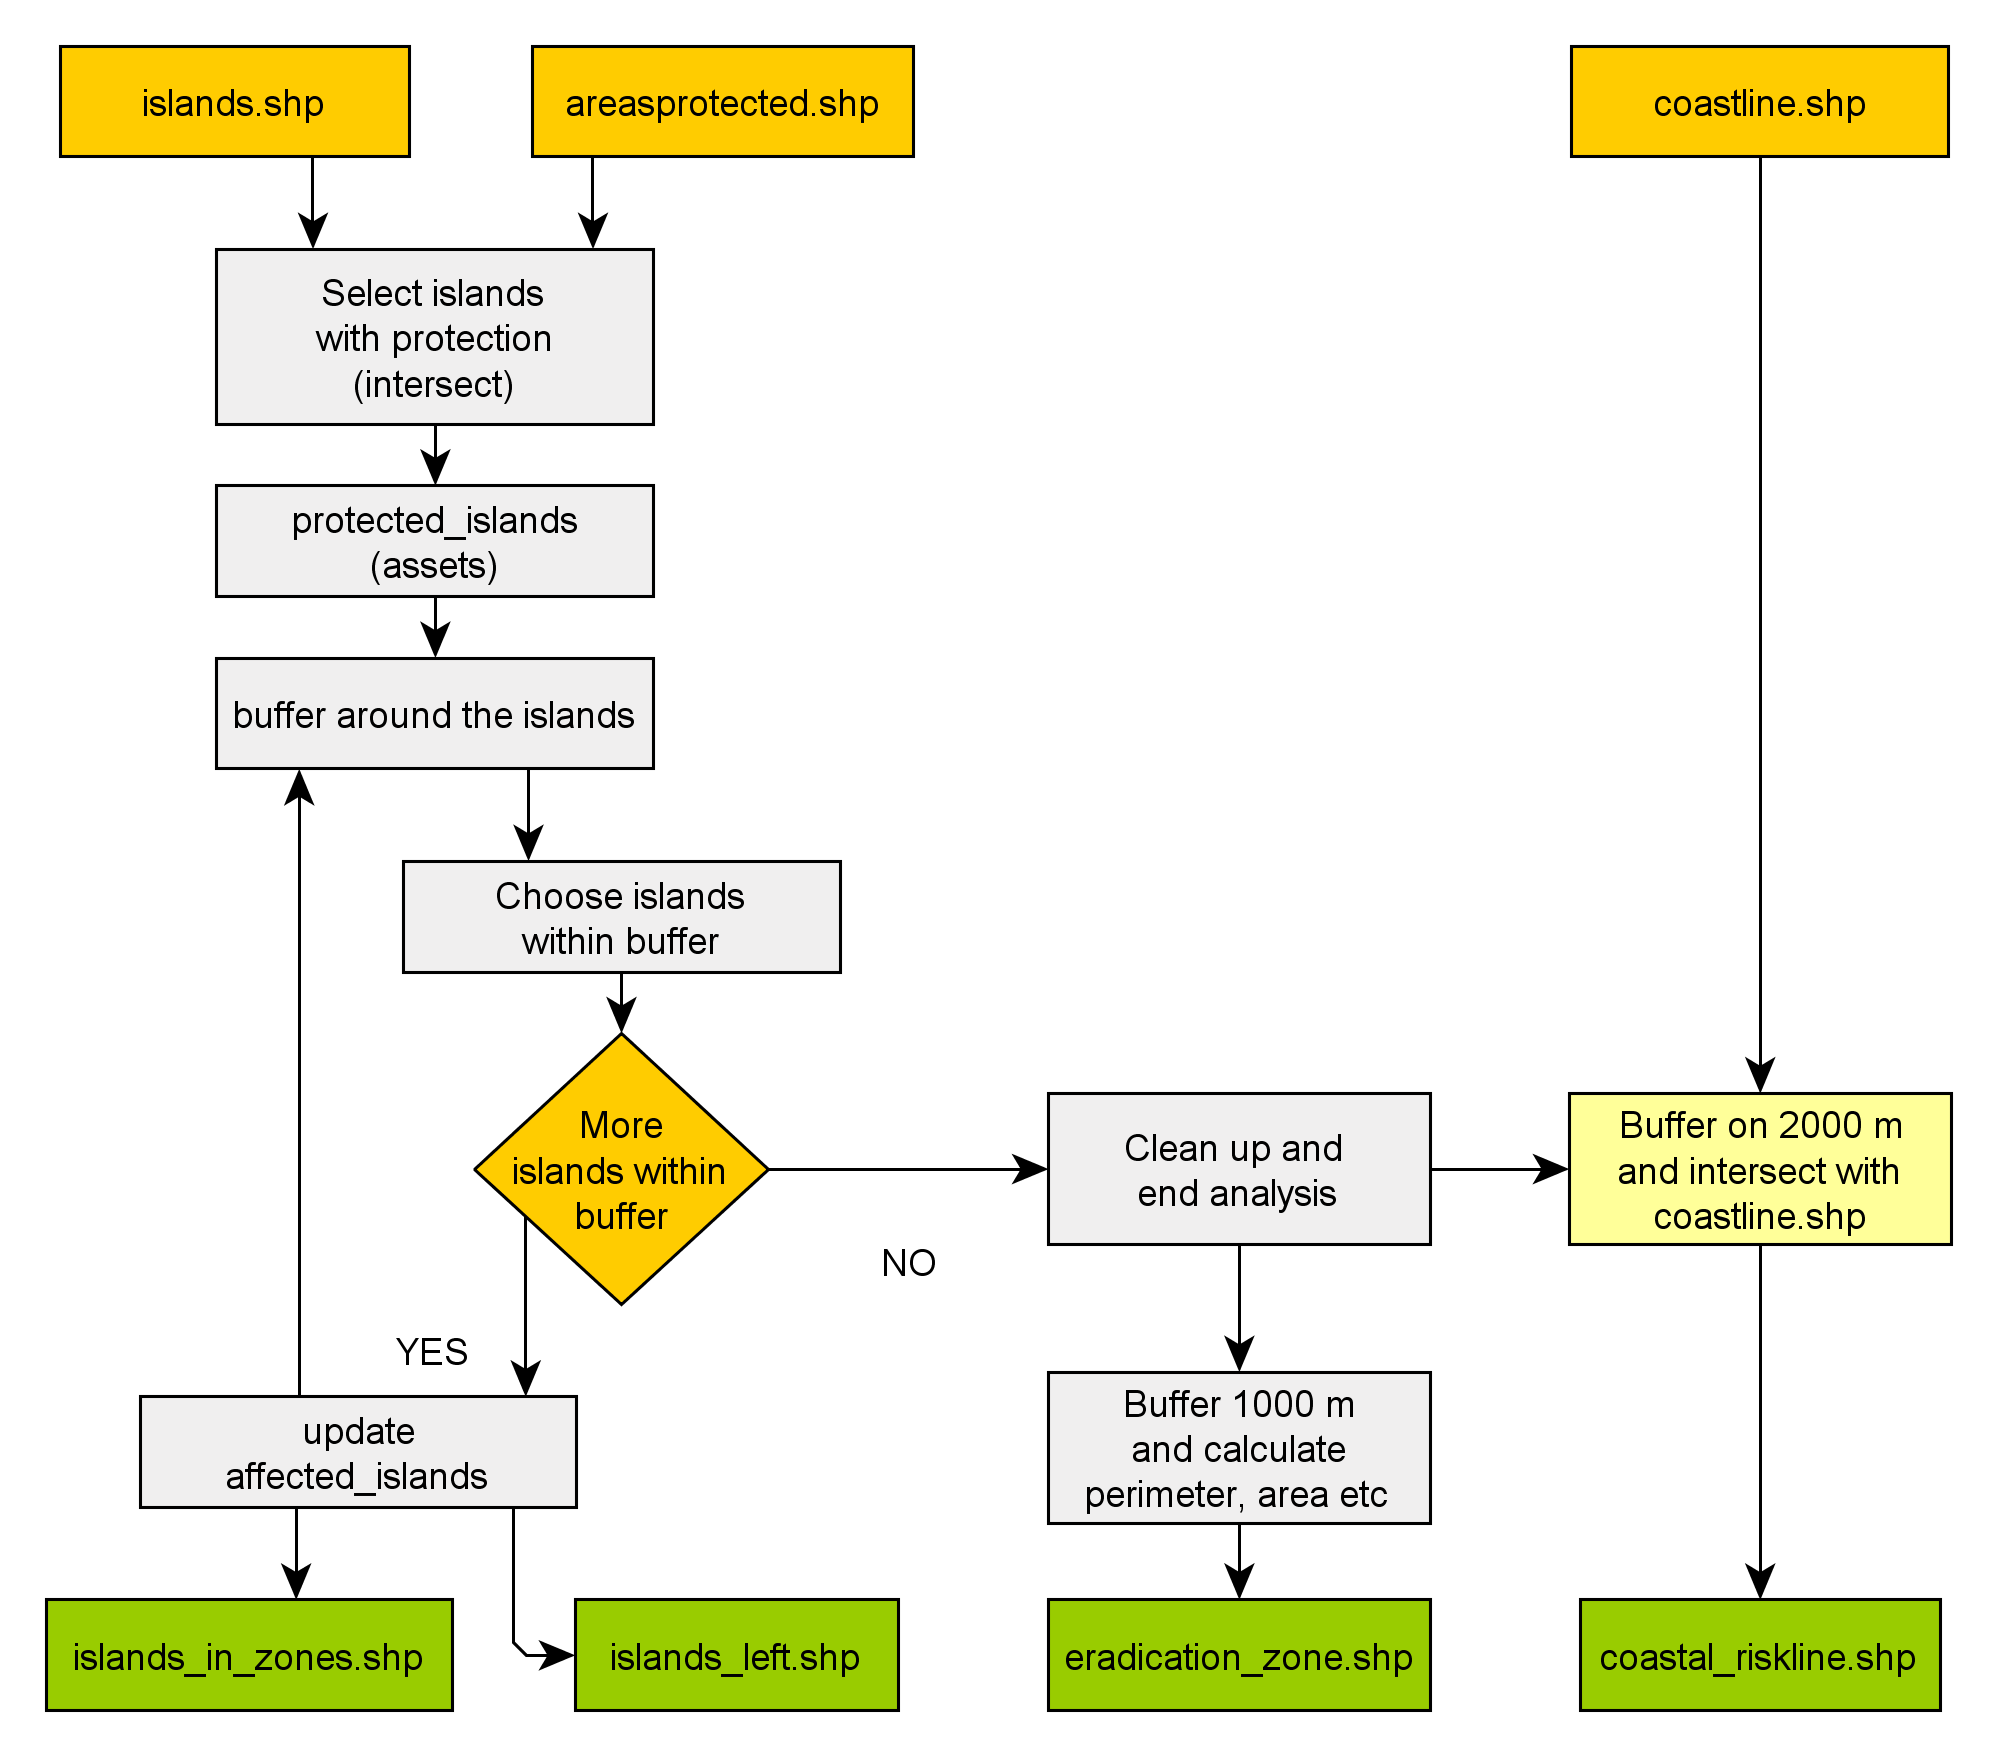 islands.shp
areasprotected.shp
coastline.shp
Select islands
with protection
(intersect)
protected_islands
(assets)
buffer around the islands
Choose islands
within buffer
More
islands within
buffer
NO
YES
Clean up and
end analysis
Buffer on 2000 m
and intersect with
coastline.shp
update
affected_islands
Buffer 1000 m
and calculate
perimeter, area etc
islands_in_zones.shp
islands_left.shp
eradication_zone.shp
coastal_riskline.shp